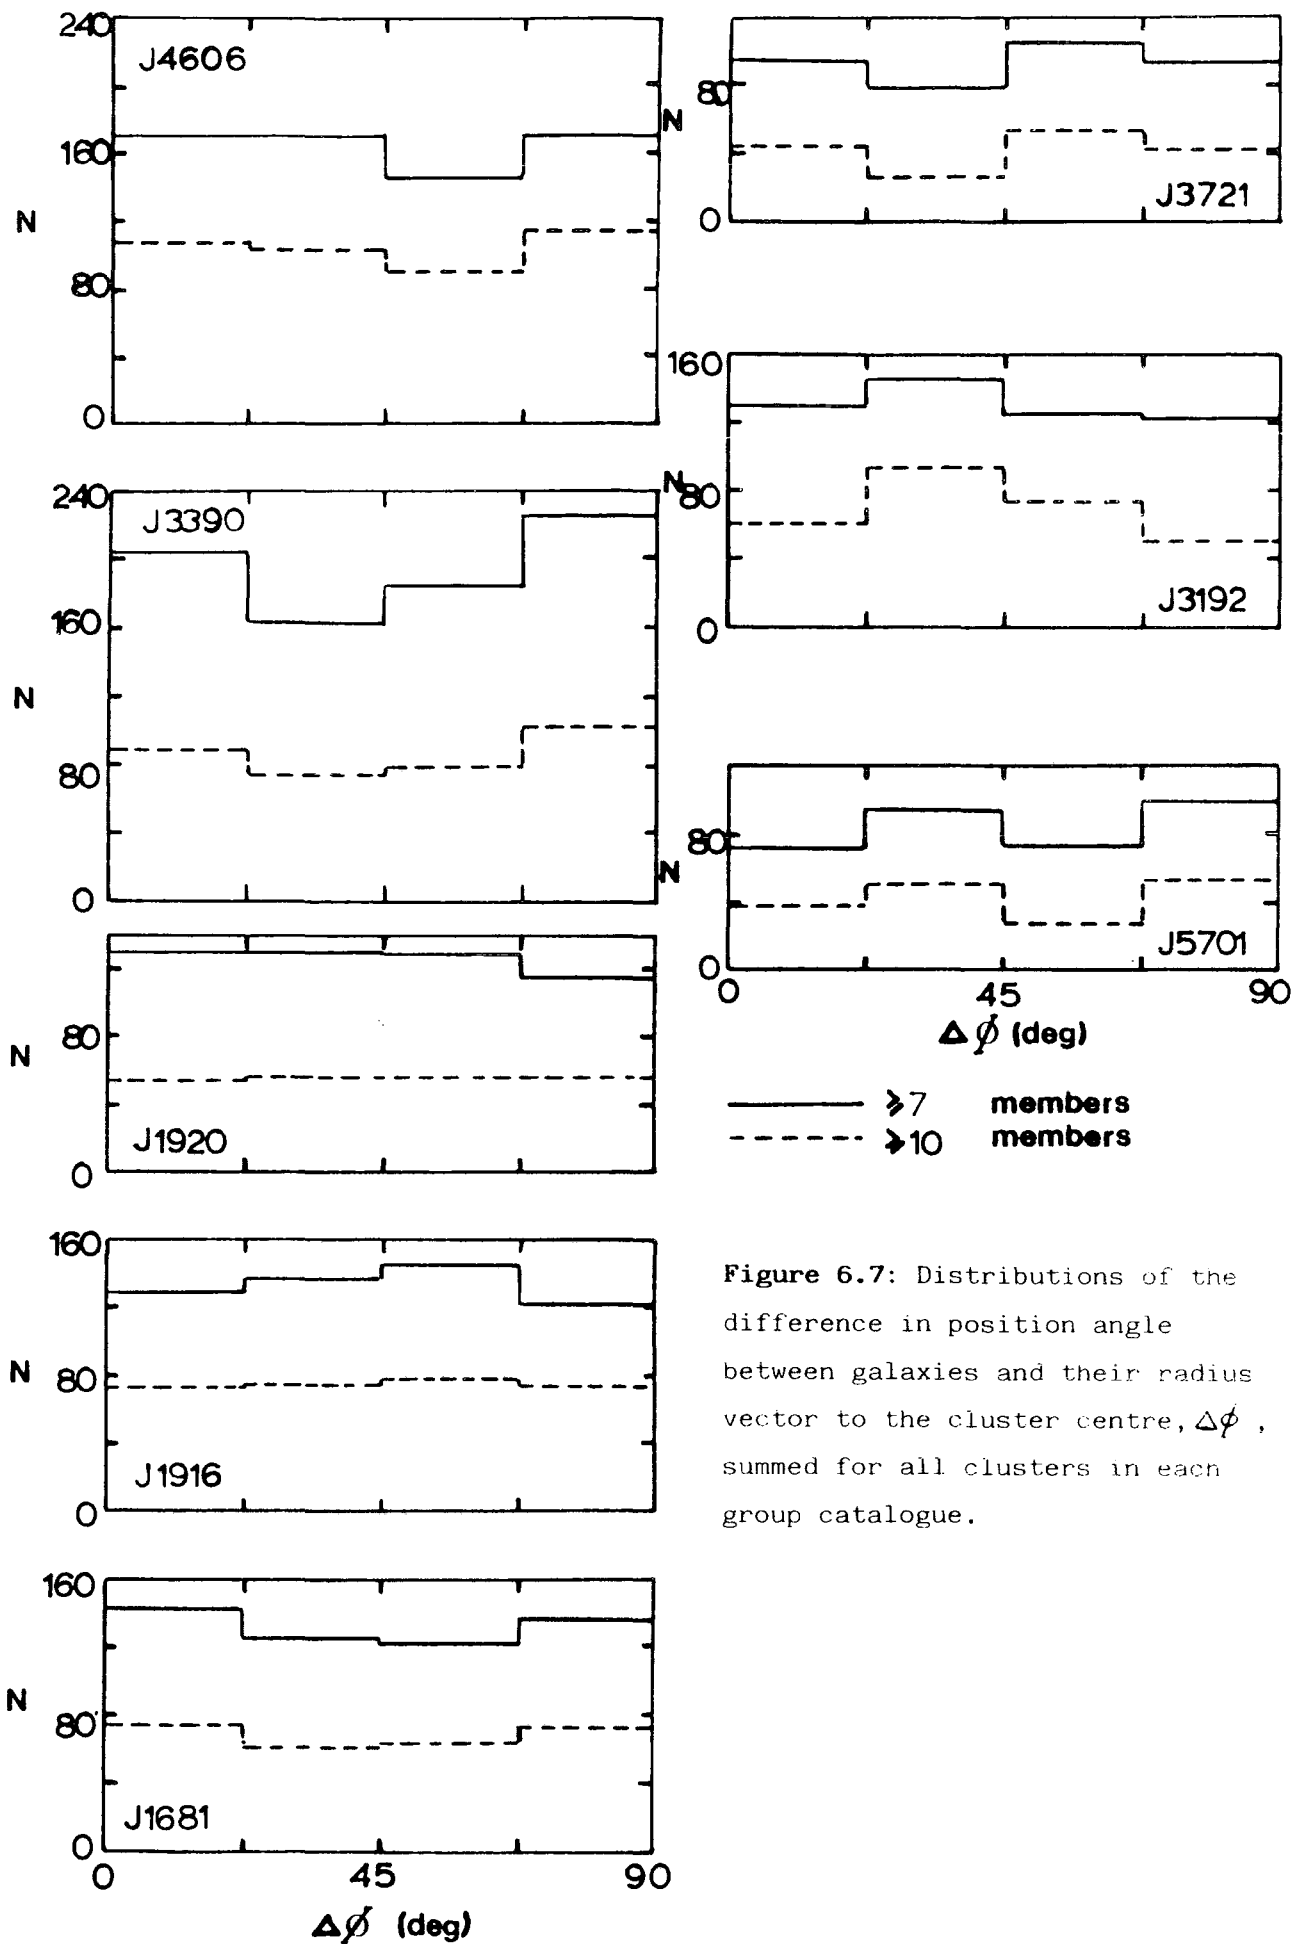 240
J4606
160
N
80
0
240
J3390
160
N
80
0
80
N
J1920
0
160
N
80
J1916
0
160
N
80
J1681
0
0 45 90
Δϕ (deg)
80
N
J3721
0
160
N
80
J3192
0
80
N
J5701
0
0 45 90
Δϕ (deg)
⩾7 members
⩾10 members
Figure 6.7: Distributions of the
difference in position angle
between galaxies and their radius
vector to the cluster centre, Δϕ ,
summed for all clusters in each
group catalogue.